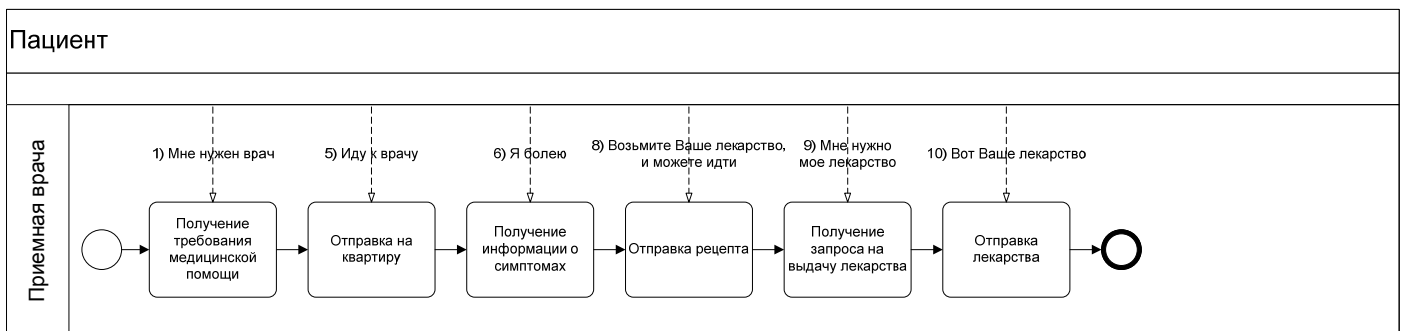 Пациент
Приемная врача
1) Мне нужен врач
5) Иду к врачу
6) Я болею
8) Возьмите Ваше лекарство,
и можете идти
9) Мне нужно
мое лекарство
10) Вот Ваше лекарство
Получение
требования
медицинской
помощи
Отправка на
квартиру
Получение
информации о
симптомах
Отправка рецепта
Получение
запроса на
выдачу лекарства
Отправка
лекарства